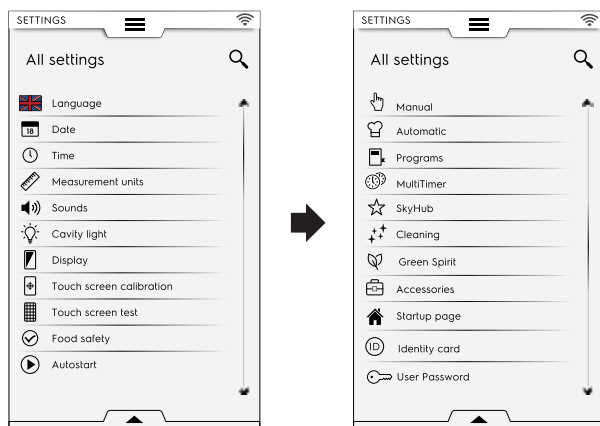 SETTINGS
All settings
Language
18 Date
Time
Measurement units
Sounds
Cavity light
Display
Touch screen calibration
Touch screen test
Food safety
Autostart
SETTINGS
All settings
Manual
Automatic
Programs
MultiTimer
SkyHub
Cleaning
Green Spirit
Accessories
Startup page
ID Identity card
User Password